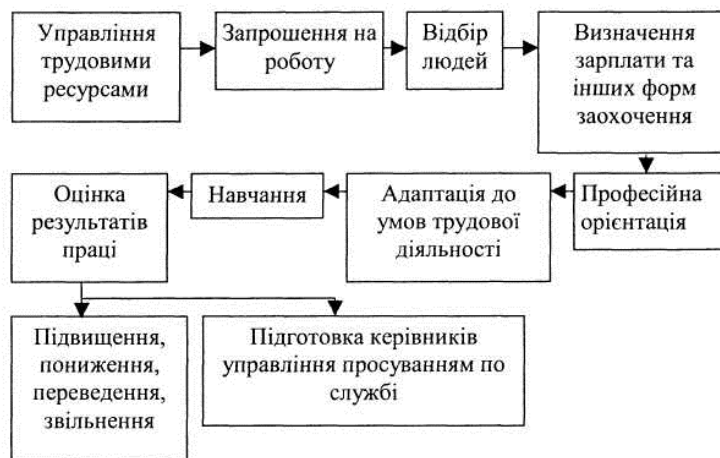 Управління
трудовими
ресурсами
Запрошення на
роботу
Відбір
людей
Визначення
зарплати та
інших форм
заохочення
Професійна
орієнтація
Адаптація до
умов трудової
діяльності
Навчання
Оцінка
результатів
праці
Підвищення,
пониження,
переведення,
звільнення
Підготовка керівників
управління просуванням по
службі